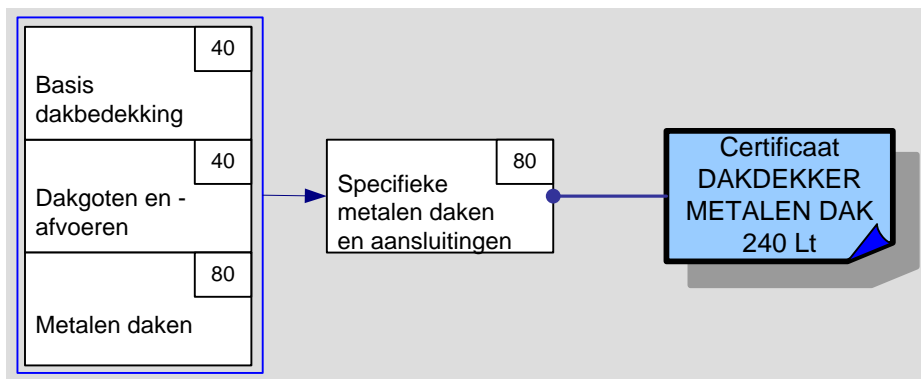 40
Basis
dakbedekking
40
Dakgoten en -
afvoeren
80
Metalen daken
80
Specifieke
metalen daken
en aansluitingen
Certificaat
DAKDEKKER
METALEN DAK
240 Lt